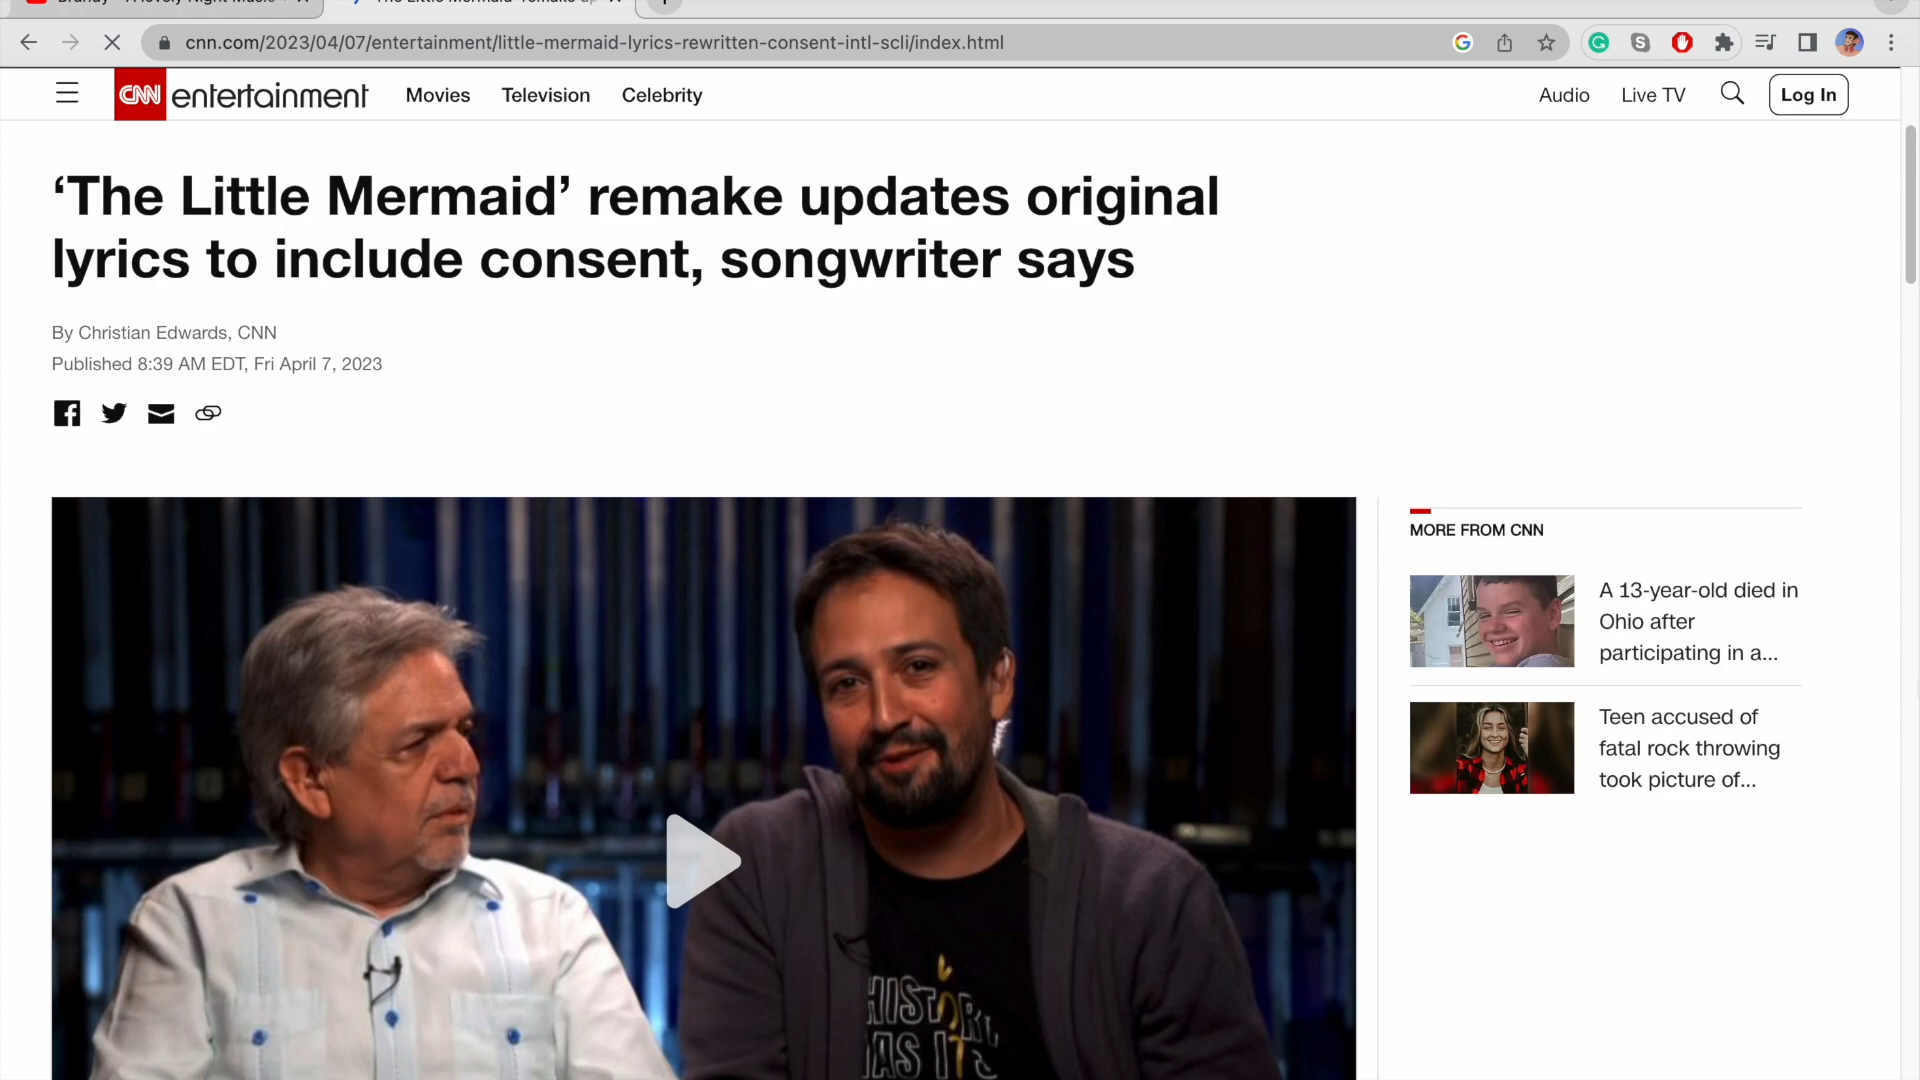 cnn.com/2023/04/07/entertainment/little-mermaid-lyrics-rewritten-consent-intl-scli/index.html
CNN entertainment Movies Television Celebrity Audio Live TV Log In
‘The Little Mermaid’ remake updates original
lyrics to include consent, songwriter says
By Christian Edwards, CNN
Published 8:39 AM EDT, Fri April 7, 2023
MORE FROM CNN
A 13-year-old died in
Ohio after
participating in a...
Teen accused of
fatal rock throwing
took picture of...